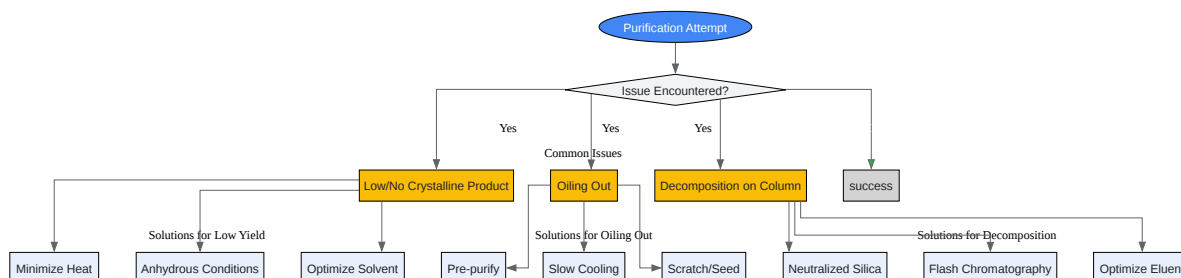 Purification Attempt
Issue Encountered?
Yes
Yes
Yes
Common Issues
Low/No Crystalline Product
Oiling Out
Decomposition on Column
success
Solutions for Low Yield
Solutions for Oiling Out
Solutions for Decomposition
Minimize Heat
Anhydrous Conditions
Optimize Solvent
Pre-purify
Slow Cooling
Scratch/Seed
Neutralized Silica
Flash Chromatography
Optimize Eluent